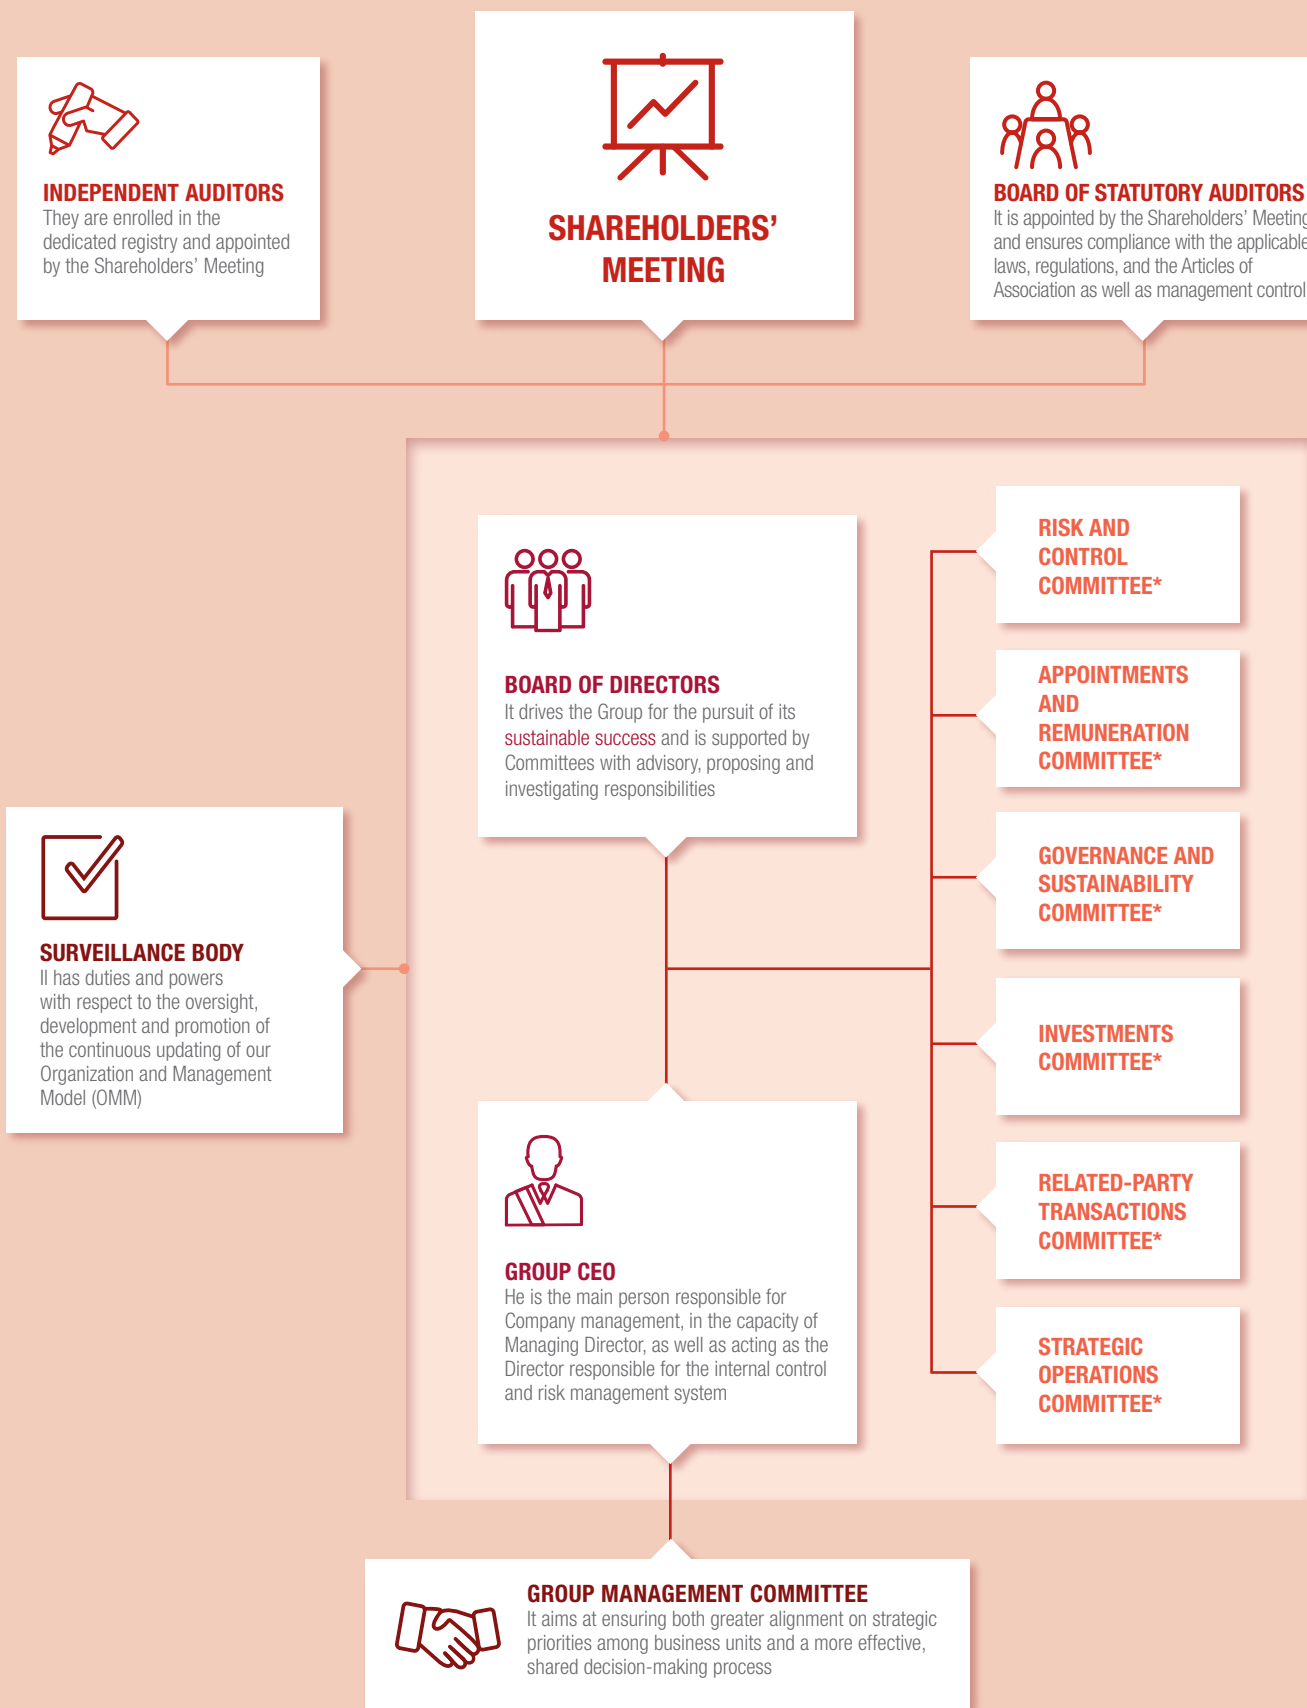 INDEPENDENT AUDITORS
They are enrolled in the
dedicated registry and appointed
by the Shareholders' Meeting
SHAREHOLDERS'
MEETING
BOARD OF STATUTORY AUDITORS
It is appointed by the Shareholders' Meeting
and ensures compliance with the applicable
laws, regulations, and the Articles of
Association as well as management control
BOARD OF DIRECTORS
It drives the Group for the pursuit of its
sustainable success and is supported by
Committees with advisory, proposing and
investigating responsibilities
RISK AND
CONTROL
COMMITTEE*
APPOINTMENTS
AND
REMUNERATION
COMMITTEE*
GOVERNANCE AND
SUSTAINABILITY
COMMITTEE*
INVESTMENTS
COMMITTEE*
RELATED-PARTY
TRANSACTIONS
COMMITTEE*
STRATEGIC
OPERATIONS
COMMITTEE*
SURVEILLANCE BODY
Il has duties and powers
with respect to the oversight,
development and promotion of
the continuous updating of our
Organization and Management
Model (OMM)
GROUP CEO
He is the main person responsible for
Company management, in the capacity of
Managing Director, as well as acting as the
Director responsible for the internal control
and risk management system
GROUP MANAGEMENT COMMITTEE
It aims at ensuring both greater alignment on strategic
priorities among business units and a more effective,
shared decision-making process